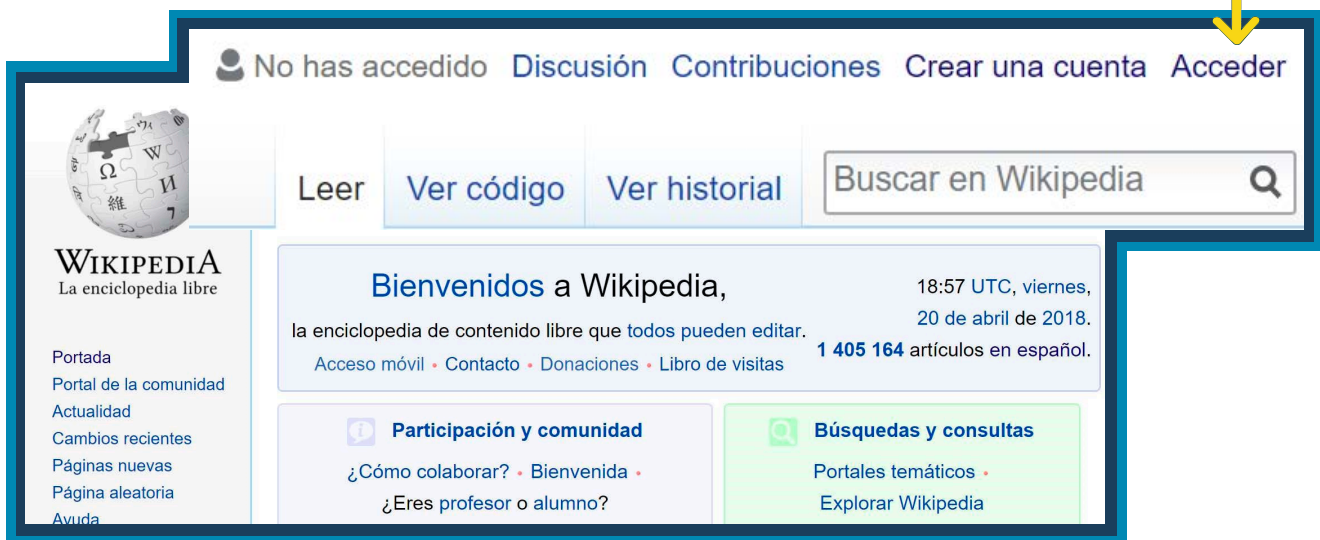 No has accedido Discusión Contribuciones Crear una cuenta Acceder
Leer Ver código Ver historial Buscar en Wikipedia
Ω W И 維 7
WIKIPEDIA
La enciclopedia libre
Portada
Portal de la comunidad
Actualidad
Cambios recientes
Páginas nuevas
Página aleatoria
Ayuda
Bienvenidos a Wikipedia,
la enciclopedia de contenido libre que todos pueden editar.
Acceso móvil • Contacto • Donaciones • Libro de visitas
18:57 UTC, viernes,
20 de abril de 2018.
1 405 164 artículos en español.
Participación y comunidad
¿Cómo colaborar? • Bienvenida •
¿Eres profesor o alumno?
Búsquedas y consultas
Portales temáticos •
Explorar Wikipedia